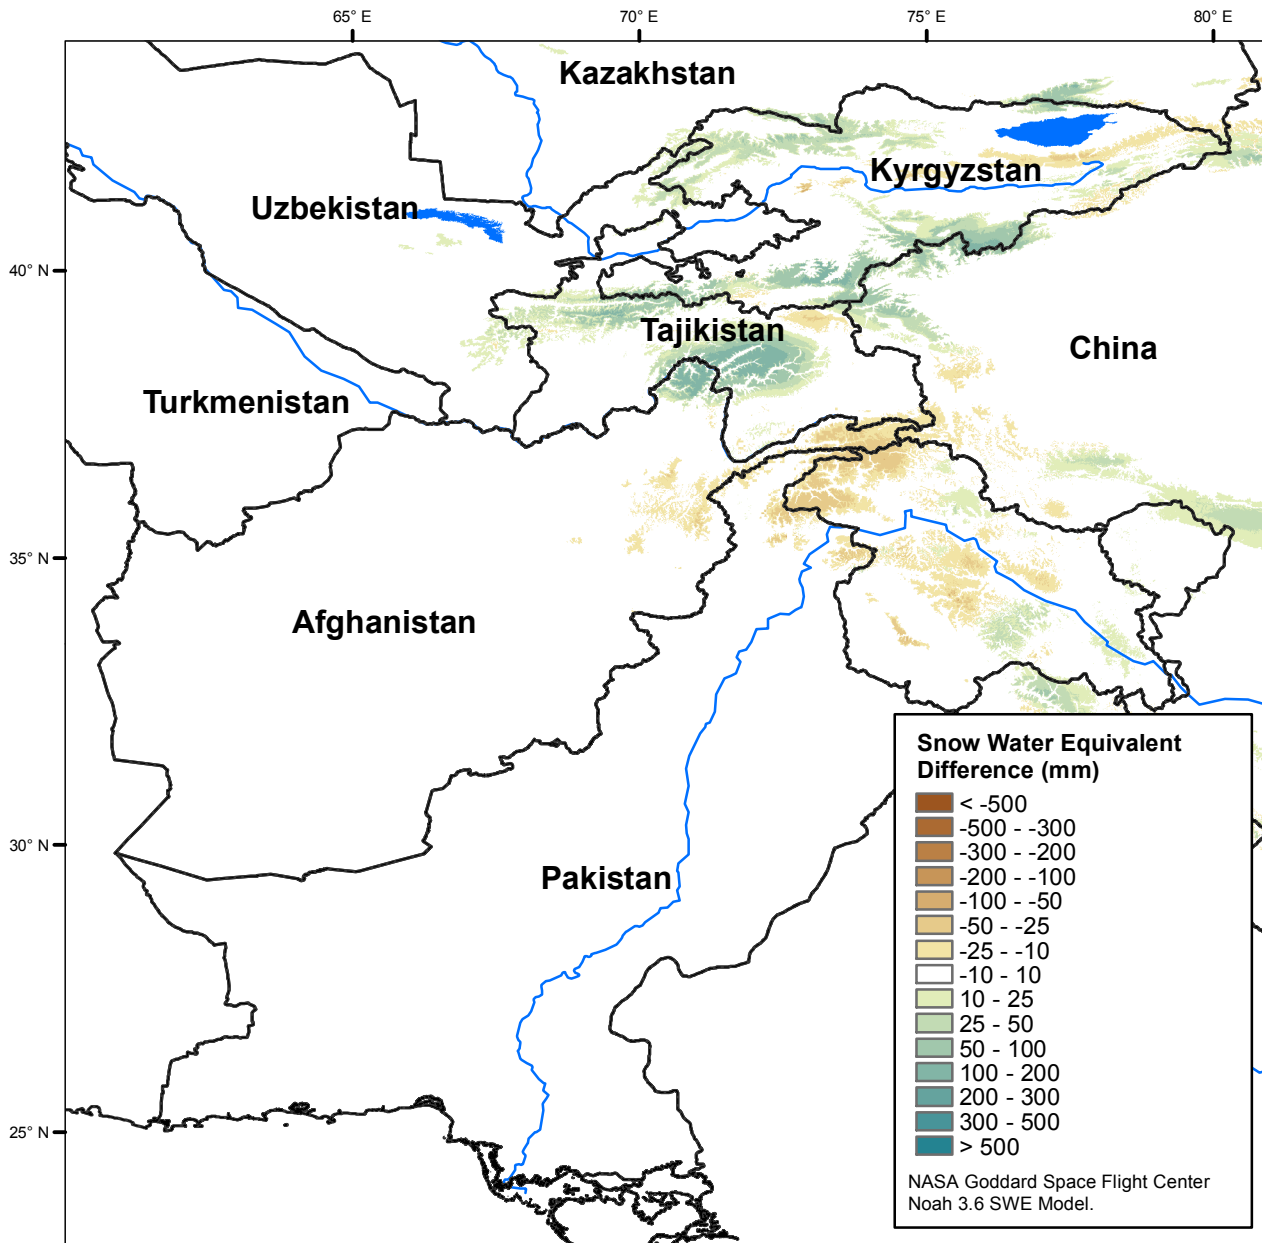 65° E
70° E
75° E
80° E
Kazakhstan
Kyrgyzstan
Uzbekistan
40° N
Tajikistan
China
Turkmenistan
35° N
Afghanistan
30° N
Pakistan
25° N
Snow Water Equivalent
Difference (mm)
< -500
-500 - -300
-300 - -200
-200 - -100
-100 - -50
-50 - -25
-25 - -10
-10 - 10
10 - 25
25 - 50
50 - 100
100 - 200
200 - 300
300 - 500
> 500
NASA Goddard Space Flight Center
Noah 3.6 SWE Model.